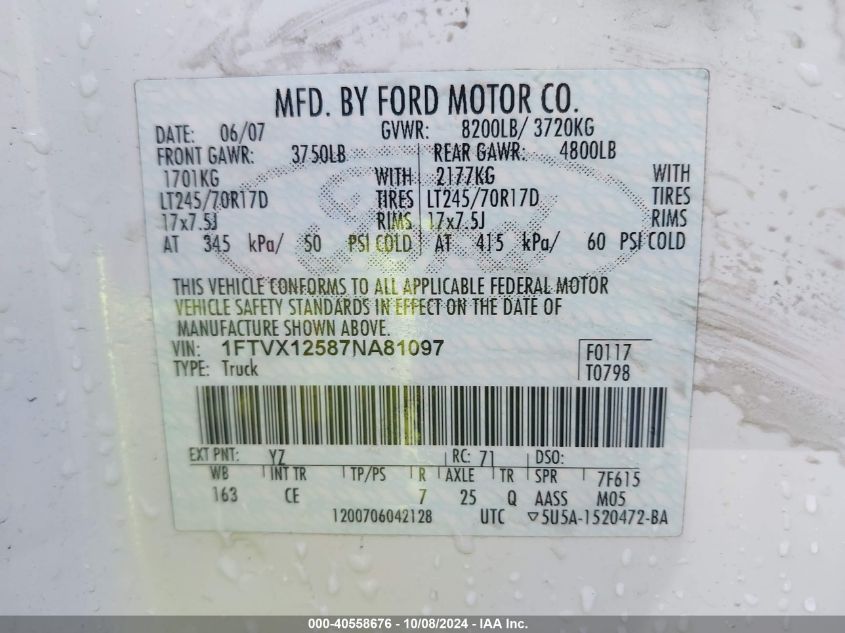 MFD. BY FORD MOTOR CO.
DATE: 06/07 GVWR: 8200LB/ 3720KG
FRONT GAWR: 3750LB REAR GAWR: 4800LB
1701KG WITH 2177KG WITH
LT245/70R17D TIRES LT245/70R17D TIRES
17x7.5J RIMS 17x7.5J RIMS
AT 345 kPa/ 50 PSI COLD AT 415 kPa/ 60 PSI COLD
THIS VEHICLE CONFORMS TO ALL APPLICABLE FEDERAL MOTOR
VEHICLE SAFETY STANDARDS IN EFFECT ON THE DATE OF
MANUFACTURE SHOWN ABOVE.
VIN: 1FTVX12587NA81097 F0117
TYPE: Truck T0798
EXT PNT: YZ RC: 71 DSO:
WB INT TR TP/PS R AXLE TR SPR 7F615
163 CE 7 25 Q AASS M05
1200706042128 UTC ▽5U5A-1520472-BA
000-40558676 - 10/08/2024 - IAA Inc.